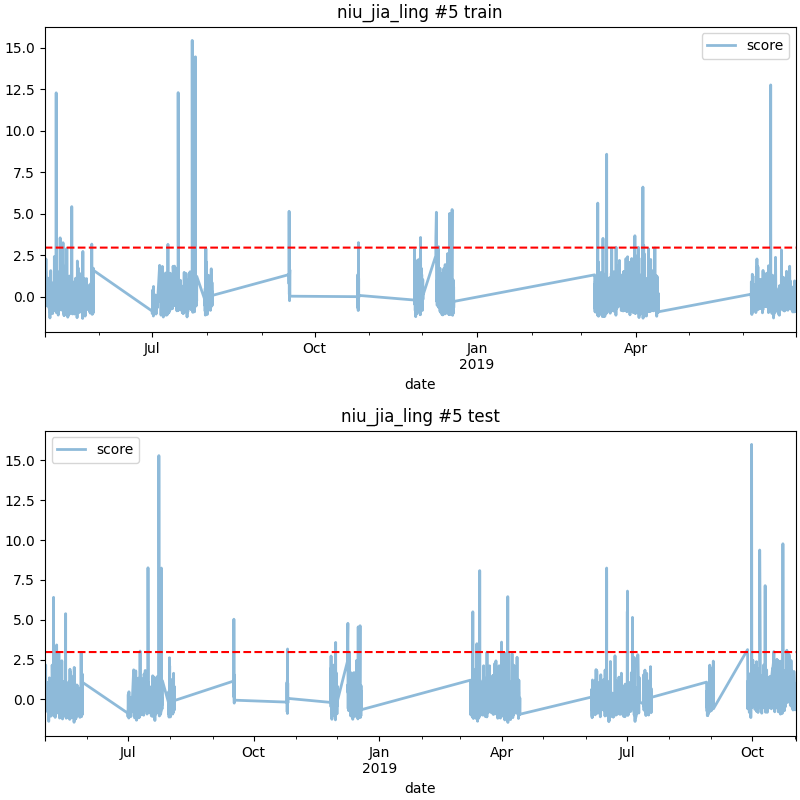 niu_jia_ling #5 train
score
15.0
12.5
10.0
7.5
5.0
2.5
0.0
Jul Oct Jan Apr
2019
date
niu_jia_ling #5 test
score
15.0
12.5
10.0
7.5
5.0
2.5
0.0
Jul Oct Jan Apr Jul Oct
2019
date